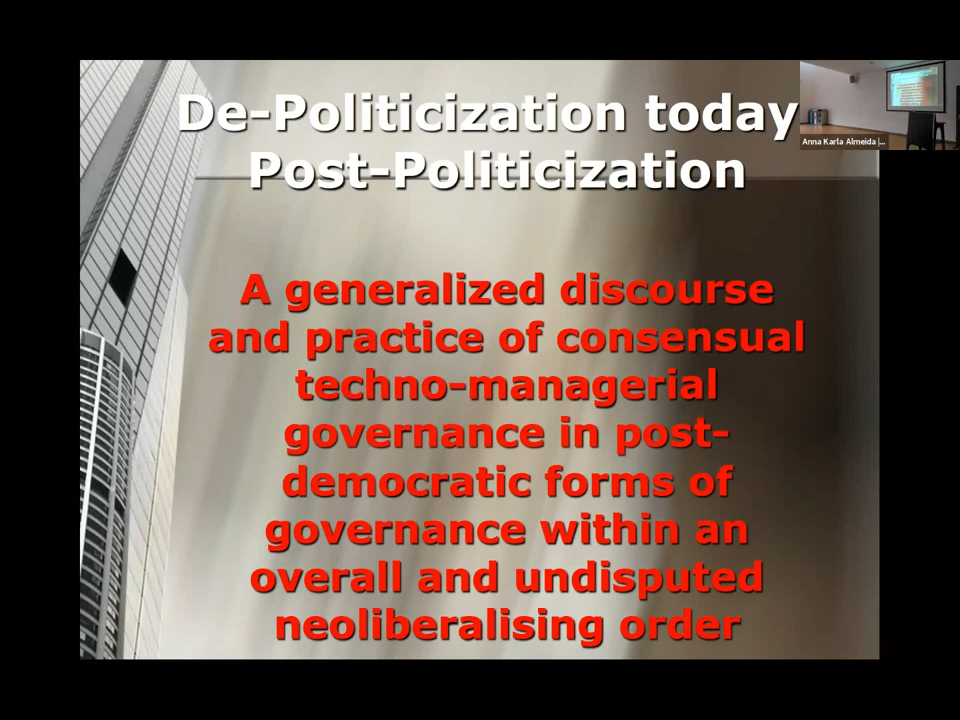 De-Politicization today
Post-Politicization
Anna Karla Almeida |...
A generalized discourse
and practice of consensual
techno-managerial
governance in post-
democratic forms of
governance within an
overall and undisputed
neoliberalising order